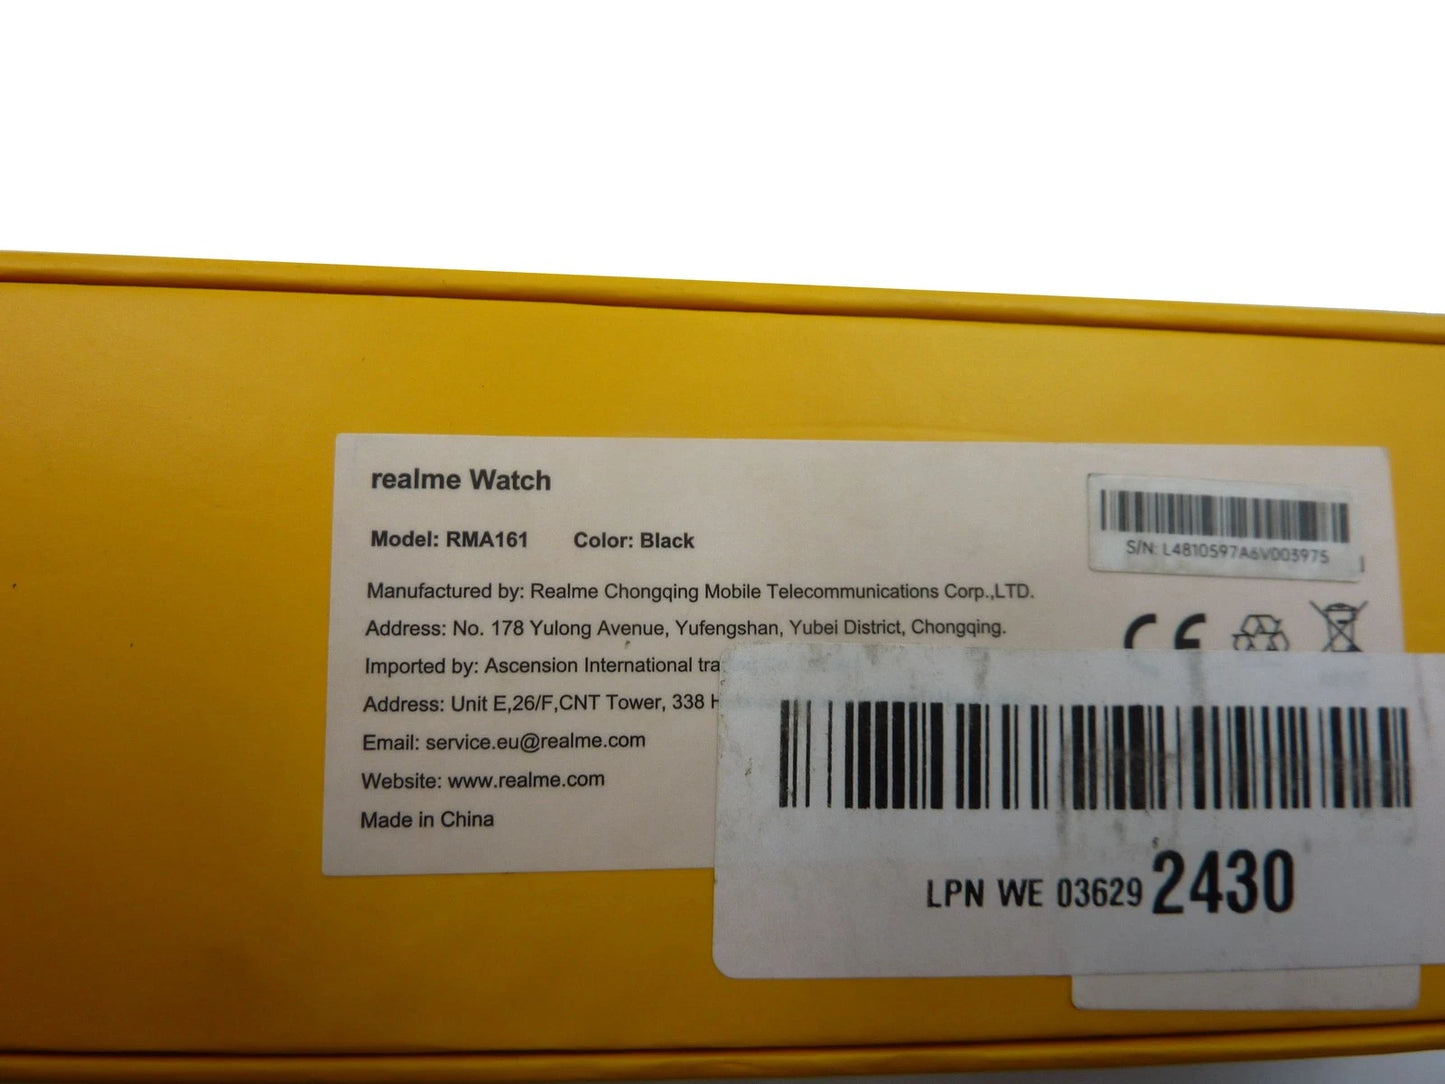 realme Watch
Model: RMA161 Color: Black
S/N: L4810597A6V003975
Manufactured by: Realme Chongqing Mobile Telecommunications Corp.,LTD.
Address: No. 178 Yulong Avenue, Yufengshan, Yubei District, Chongqing.
CE
Imported by: Ascension International
Address: Unit E,26/F,CNT Tower, 338
Email: service.eu@realme.com
Website: www.realme.com
Made in China
LPN WE 03629 2430